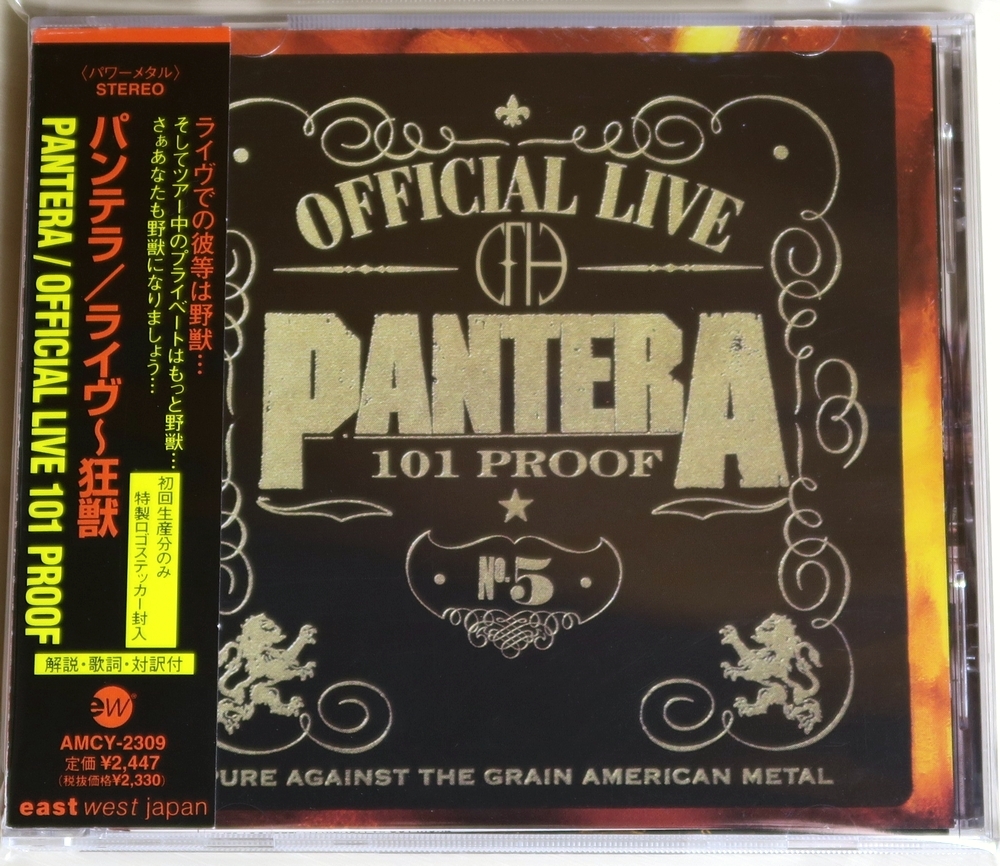 〈パワーメタル〉
STEREO
ライヴでの彼等は野獣…
そしてツアー中のプライベートはもっと野獣…
さぁあなたも野獣になりましょう…
パンテラ／ライヴ～狂獣
PANTERA / OFFICIAL LIVE 101 PROOF
初回生産分のみ
特製ロゴステッカー封入
解説・歌詞・対訳付
eW
AMCY-2309
定価 ¥2,447
(税抜価格¥2,330)
east west japan
OFFICIAL LIVE
CFH
PANTERA
101 PROOF
No. 5
PURE AGAINST THE GRAIN AMERICAN METAL